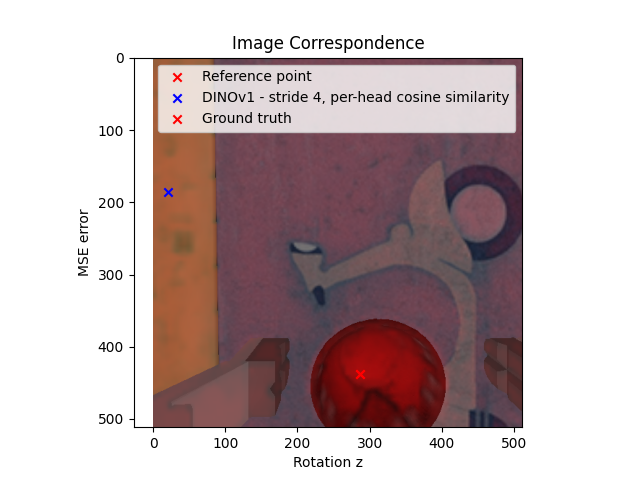 Image Correspondence
Reference point
DINOv1 - stride 4, per-head cosine similarity
Ground truth
MSE error
0
100
200
300
400
500
0 100 200 300 400 500
Rotation z